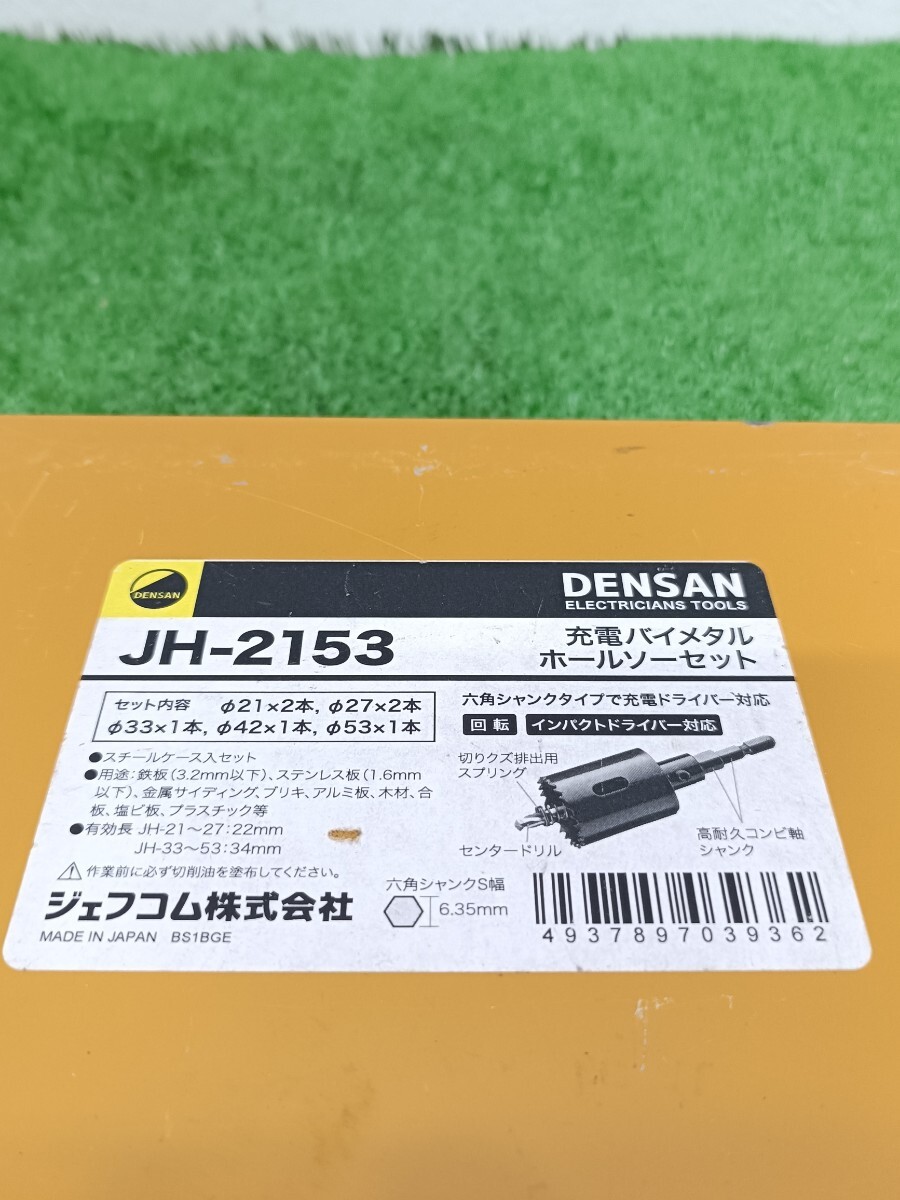 DENSAN
DENSAN
ELECTRICIANS TOOLS
JH-2153
充電バイメタル
ホールソーセット
セット内容 φ21×2本, φ27×2本
φ33×1本, φ42×1本, φ53×1本
六角シャンクタイプで充電ドライバー対応
回転 インパクトドライバー対応
●スチールケース入セット
●用途:鉄板(3.2mm以下)、ステンレス板(1.6mm
以下)、金属サイディング、ブリキ、アルミ板、木材、合
板、塩ビ板、プラスチック等
●有効長 JH-21〜27:22mm
JH-33〜53:34mm
⚠作業前に必ず切削油を塗布してください。
切りクズ排出用
スプリング
センタードリル
高耐久コンビ軸
シャンク
ジェフコム株式会社
MADE IN JAPAN BS1BGE
六角シャンクS幅
6.35mm
4937897039362